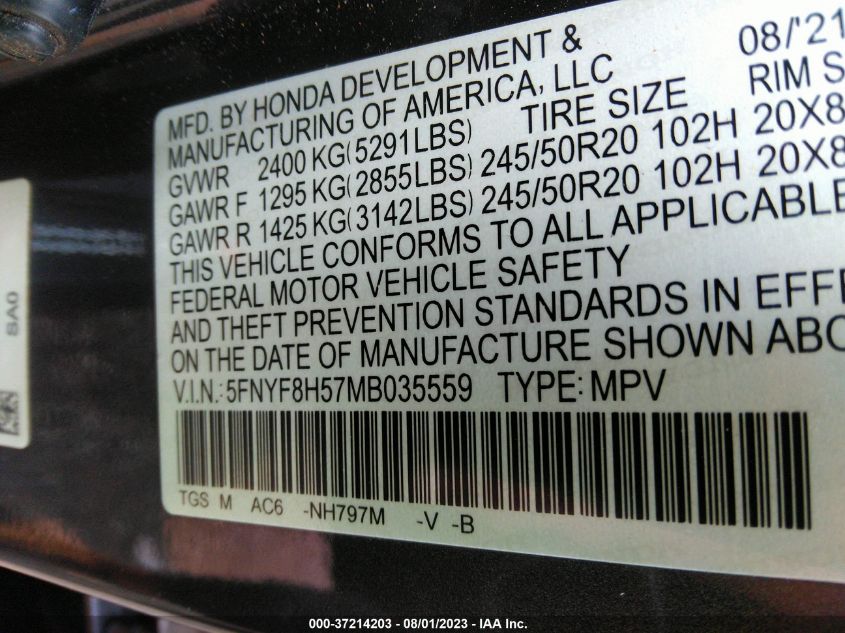 MFD. BY HONDA DEVELOPMENT & 08/'21
MANUFACTURING OF AMERICA, LLC
GVWR 2400 KG(5291LBS) TIRE SIZE RIM S
GAWR F 1295 KG(2855LBS) 245/50R20 102H 20X8
GAWR R 1425 KG(3142LBS) 245/50R20 102H 20X8
THIS VEHICLE CONFORMS TO ALL APPLICABLE
FEDERAL MOTOR VEHICLE SAFETY
AND THEFT PREVENTION STANDARDS IN EFFE
ON THE DATE OF MANUFACTURE SHOWN ABO
V.I.N.: 5FNYF8H57MB035559 TYPE: MPV
TGS M AC6 -NH797M -V -B
SA0
000-37214203 - 08/01/2023 - IAA Inc.